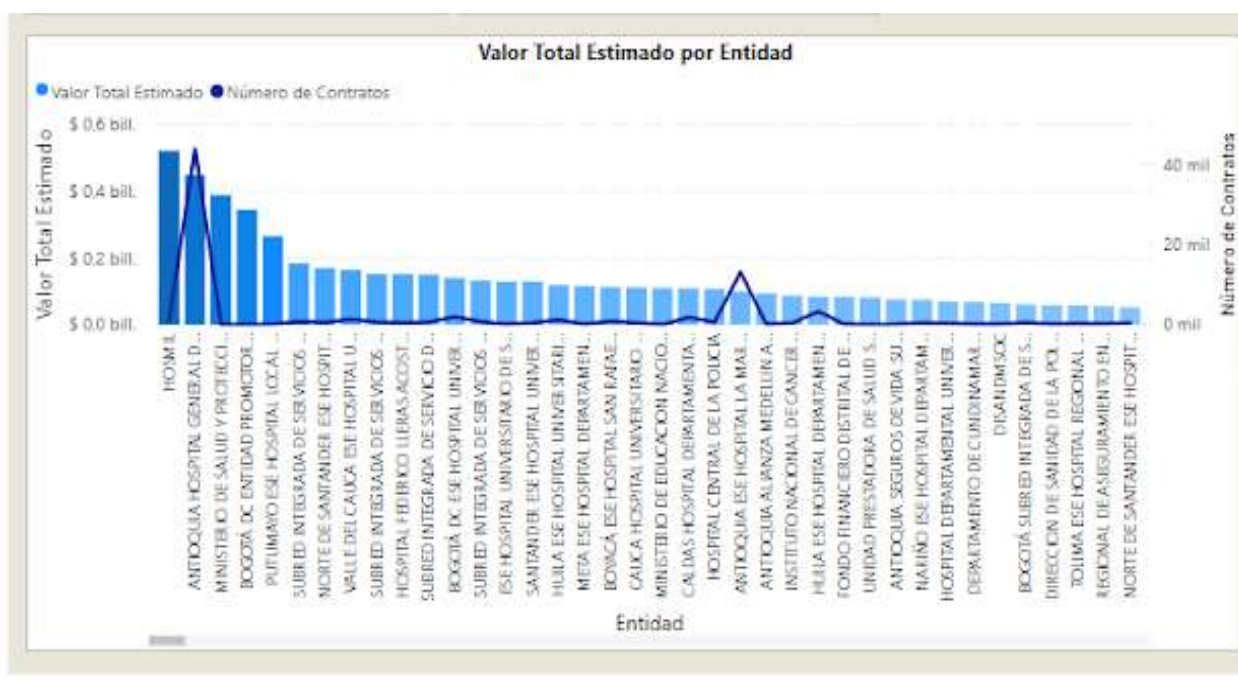 Valor Total Estimado por Entidad
Valor Total Estimado Número de Contratos
Valor Total Estimado
$ 0,6 bill.
$ 0,4 bill.
$ 0,2 bill.
$ 0,0 bill.
40 mil
20 mil
0 mil
Número de Contratos
HOMIL
ANTIOQUIA HOSPITAL GENERAL D...
MINISTERIO DE SALUD Y PROTECCI...
BOGOTÁ DC ENTIDAD PROMOTOR...
PUTUMAYO ESE HOSPITAL LOCAL ...
SUBRED INTEGRADA DE SERVICIOS ...
NORTE DE SANTANDER ESE HOSPIT...
VALLE DEL CAUCA ESE HOSPITAL U...
SUBRED INTEGRADA DE SERVICIOS ...
HOSPITAL FEDERICO LLERAS ACOST...
SUBRED INTEGRADA DE SERVICIO D...
BOGOTÁ DC ESE HOSPITAL UNIVER...
SUBRED INTEGRADA DE SERVICIOS ...
ESE HOSPITAL UNIVERSITARIO DE S...
SANTANDER ESE HOSPITAL UNIVER...
HUILA ESE HOSPITAL UNIVERSITARI...
META ESE HOSPITAL DEPARTAMEN...
BOYACÁ ESE HOSPITAL SAN RAFAE...
CAUCA HOSPITAL UNIVERSITARIO ...
MINISTERIO DE EDUCACION NACIO...
CALDAS HOSPITAL DEPARTAMENTA...
HOSPITAL CENTRAL DE LA POLICIA
ANTIOQUIA ESE HOSPITAL LA MAR...
ANTIOQUIA ALIANZA MEDELLIN A...
INSTITUTO NACIONAL DE CANCER...
HUILA ESE HOSPITAL DEPARTAMEN...
FONDO FINANCIERO DISTRITAL DE ...
UNIDAD PRESTADORA DE SALUD S...
ANTIOQUIA SEGUROS DE VIDA SU...
NARIÑO ESE HOSPITAL DEPARTAM...
HOSPITAL DEPARTAMENTAL UNIVER...
DEPARTAMENTO DE CUNDINAMAR...
DISANDMSOC
BOGOTÁ SUBRED INTEGRADA DE S...
DIRECCION DE SANIDAD DE LA POL...
TOLIMA ESE HOSPITAL REGIONAL ...
REGIONAL DE ASEGURAMIENTO EN...
NORTE DE SANTANDER ESE HOSPIT...
Entidad